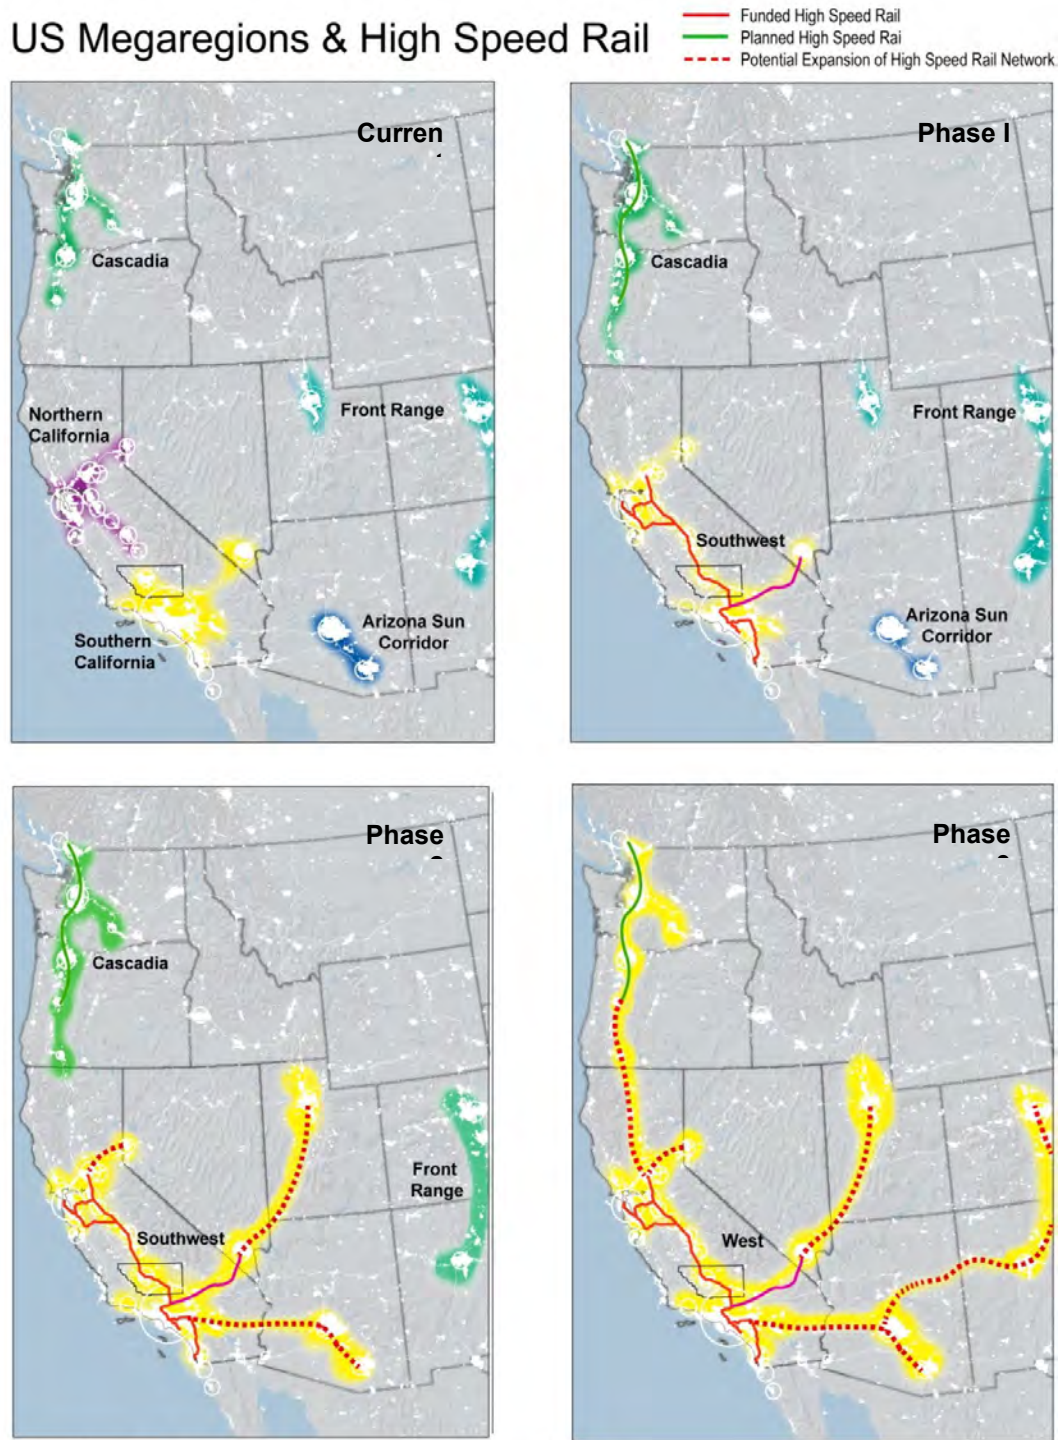 US Megaregions & High Speed Rail
Funded High Speed Rail
Planned High Speed Rai
Potential Expansion of High Speed Rail Network
Curren
Cascadia
Northern
California
Front Range
Southern
California
Arizona Sun
Corridor
Phase I
Cascadia
Front Range
Southwest
Arizona Sun
Corridor
Phase
Cascadia
Front
Range
Southwest
Phase
West